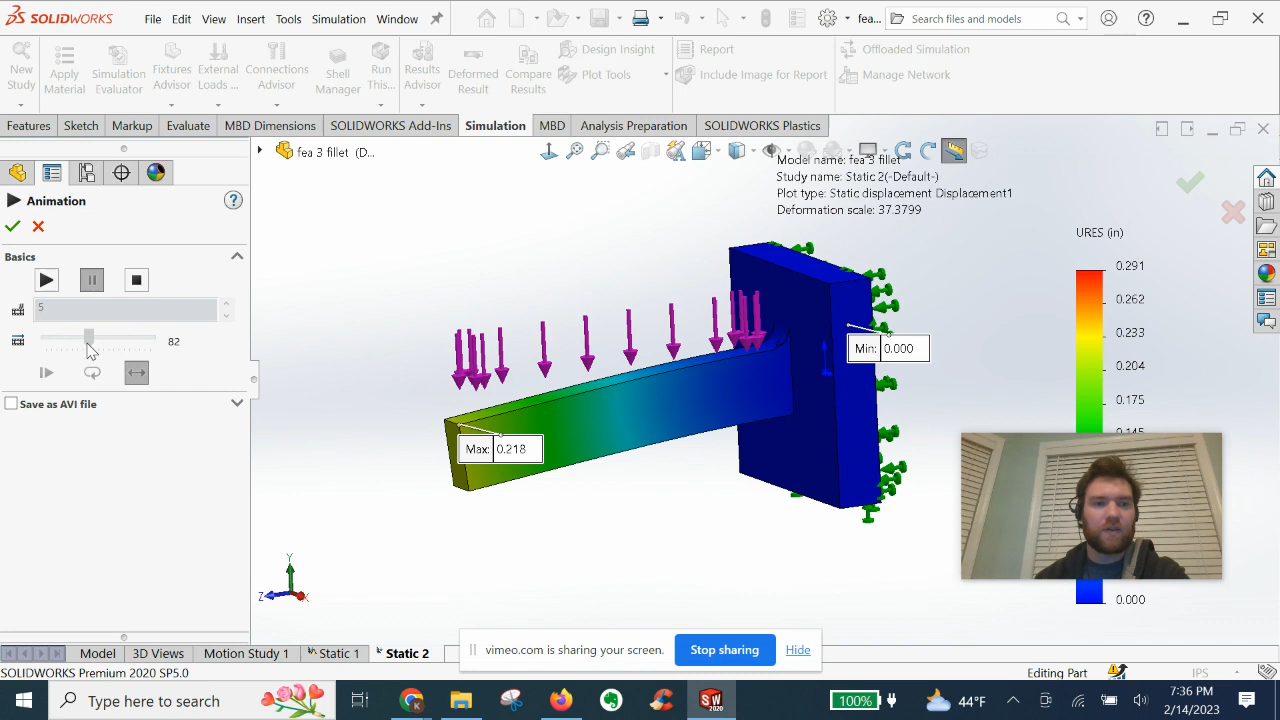 SOLIDWORKS File Edit View Insert Tools Simulation Window fea... Search files and models
New Study
Apply Material
Simulation Evaluator
Fixtures Advisor
External Loads ...
Connections Advisor
Shell Manager
Run This...
Results Advisor
Deformed Result
Compare Results
Design Insight
Plot Tools
Report
Include Image for Report
Offloaded Simulation
Manage Network
Features Sketch Markup Evaluate MBD Dimensions SOLIDWORKS Add-Ins Simulation MBD Analysis Preparation SOLIDWORKS Plastics
fea 3 fillet (D...
Model name: fea 3 fillet
Study name: Static 2(-Default-)
Plot type: Static displacement Displacement1
Deformation scale: 37.3799
Animation
Basics
5
82
Save as AVI file
URES (in)
0.291
0.262
0.233
0.204
0.175
0.145
0.000
Min: 0.000
Max: 0.218
Y
Z
X
vimeo.com is sharing your screen. Stop sharing Hide
Model 3D Views Motion Study 1 Static 1 Static 2
SOLIDWORKS Premium 2020 SP5.0 Editing Part IPS
Type here to search
SW 2020
100%
44°F
7:36 PM
2/14/2023